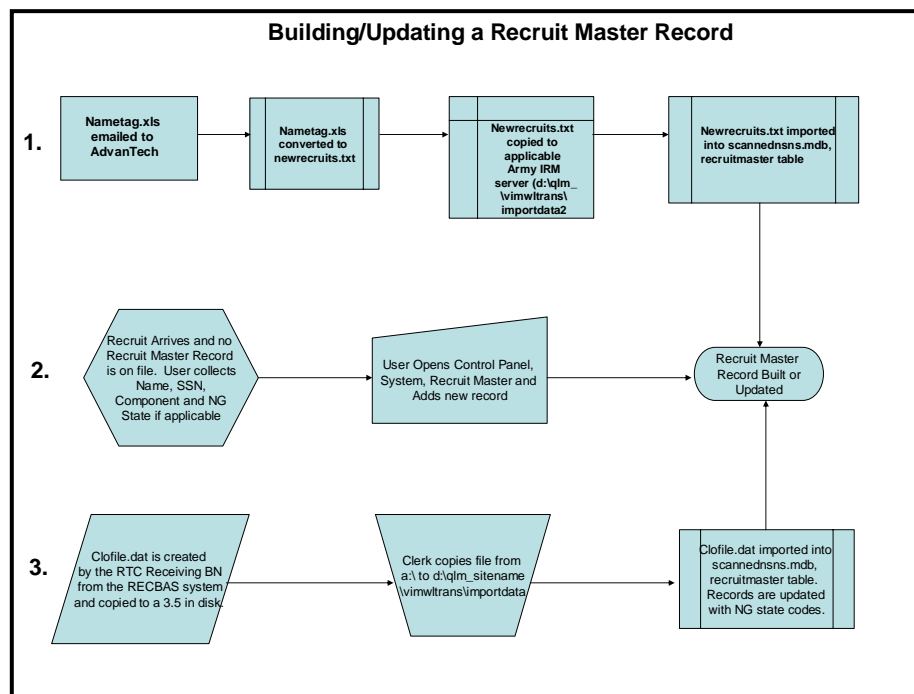 Building/Updating a Recruit Master Record
1.
Nametag.xls
emailed to
AdvanTech
Nametag.xls
converted to
newrecruits.txt
Newrecruits.txt
copied to
applicable
Army IRM
server (d:\qlm_
\vimwltrans\
importdata2
Newrecruits.txt imported
into scannednsns.mdb,
recruitmaster table
2.
Recruit Arrives and no
Recruit Master Record
is on file.  User collects
Name, SSN,
Component and NG
State if applicable
User Opens Control Panel,
System, Recruit Master and
Adds new record
Recruit Master
Record Built or
Updated
3.
Clofile.dat is created
by the RTC Receiving BN
from the RECBAS system
and copied to a 3.5 in disk.
Clerk copies file from
a:\ to d:\qlm_sitename
\vimwltrans\importdata
Clofile.dat imported into
scannednsns.mdb,
recruitmaster table.
Records are updated
with NG state codes.